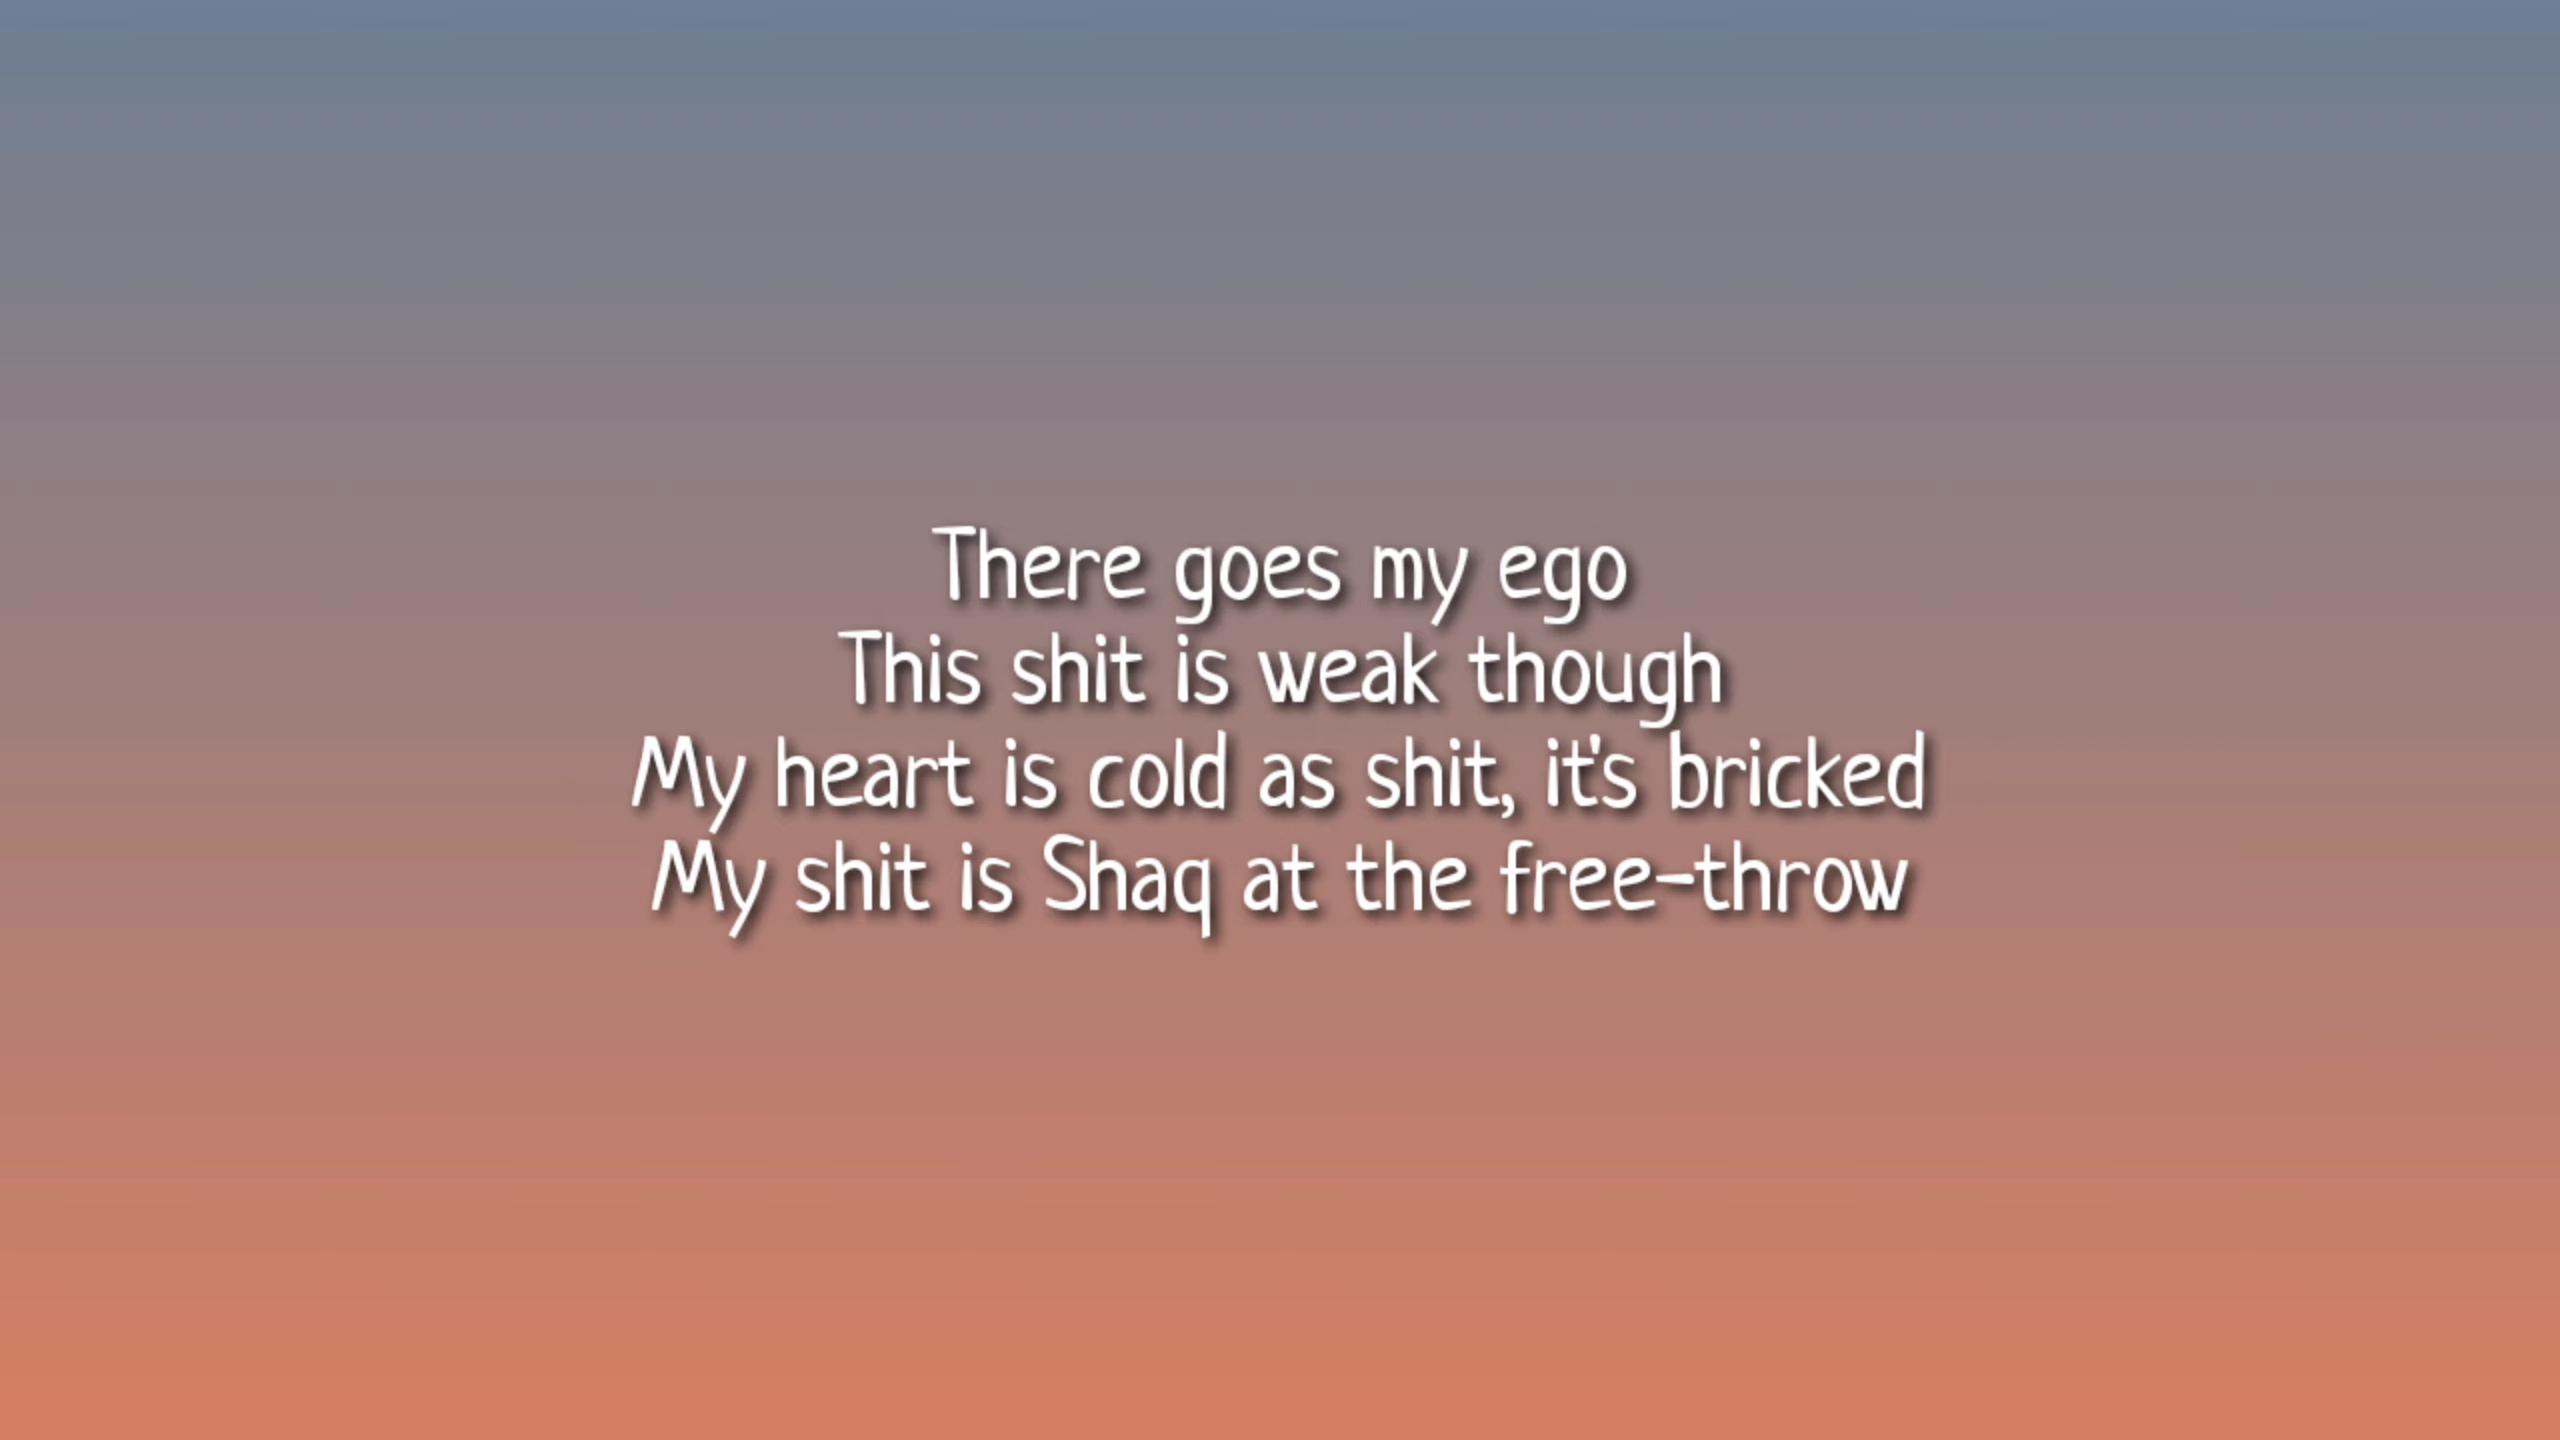 There goes my ego
This shit is weak though
My heart is cold as shit, it's bricked
My shit is Shaq at the free-throw